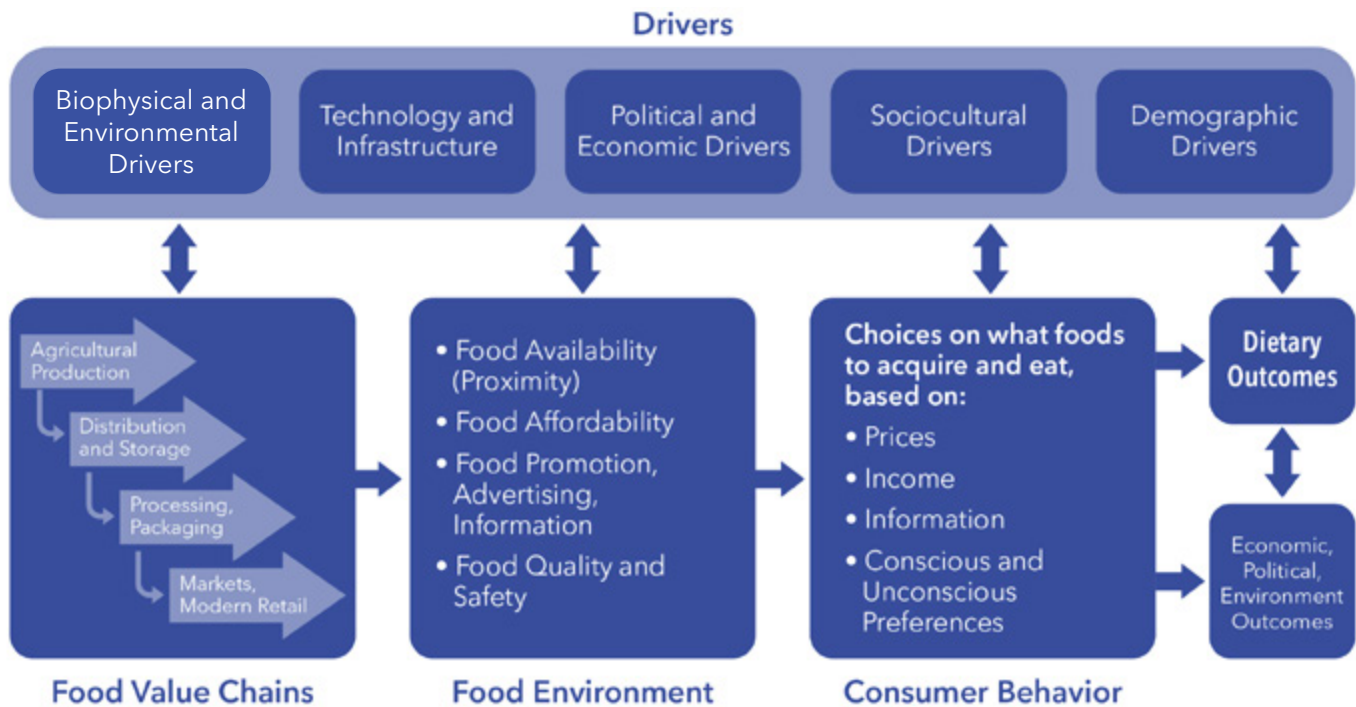 Drivers
Biophysical and
Environmental
Drivers
Technology and
Infrastructure
Political and
Economic Drivers
Sociocultural
Drivers
Demographic
Drivers
Agricultural
Production
Distribution
and Storage
Processing,
Packaging
Markets,
Modern Retail
Food Value Chains
• Food Availability
(Proximity)
• Food Affordability
• Food Promotion,
Advertising,
Information
• Food Quality and
Safety
Food Environment
Choices on what foods
to acquire and eat,
based on:
• Prices
• Income
• Information
• Conscious and
Unconscious
Preferences
Consumer Behavior
Dietary
Outcomes
Economic,
Political,
Environment
Outcomes